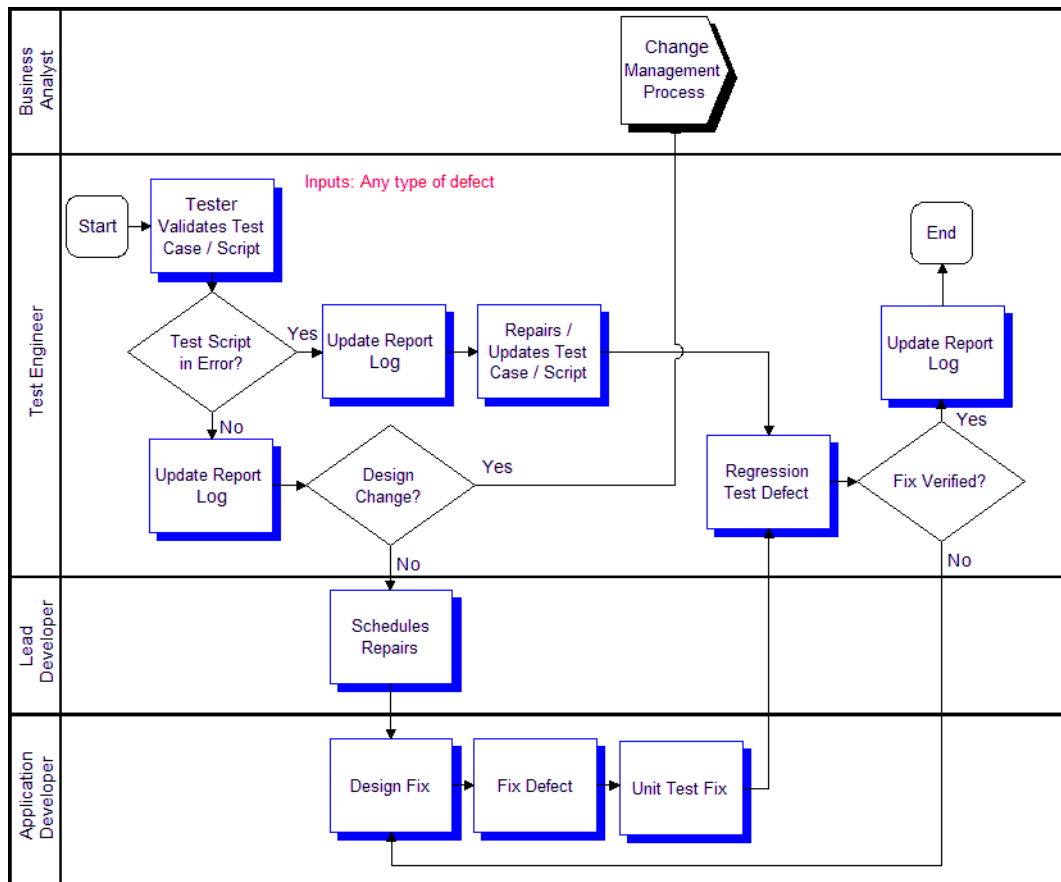 Business
Analyst
Change
Management
Process
Test Engineer
Inputs: Any type of defect
Start
Tester
Validates Test
Case / Script
End
Test Script
in Error?
Yes
Update Report
Log
Repairs /
Updates Test
Case / Script
Update Report
Log
No
Update Report
Log
Design
Change?
Yes
Regression
Test Defect
Fix Verified?
Yes
No
No
Lead
Developer
Schedules
Repairs
Application
Developer
Design Fix
Fix Defect
Unit Test Fix